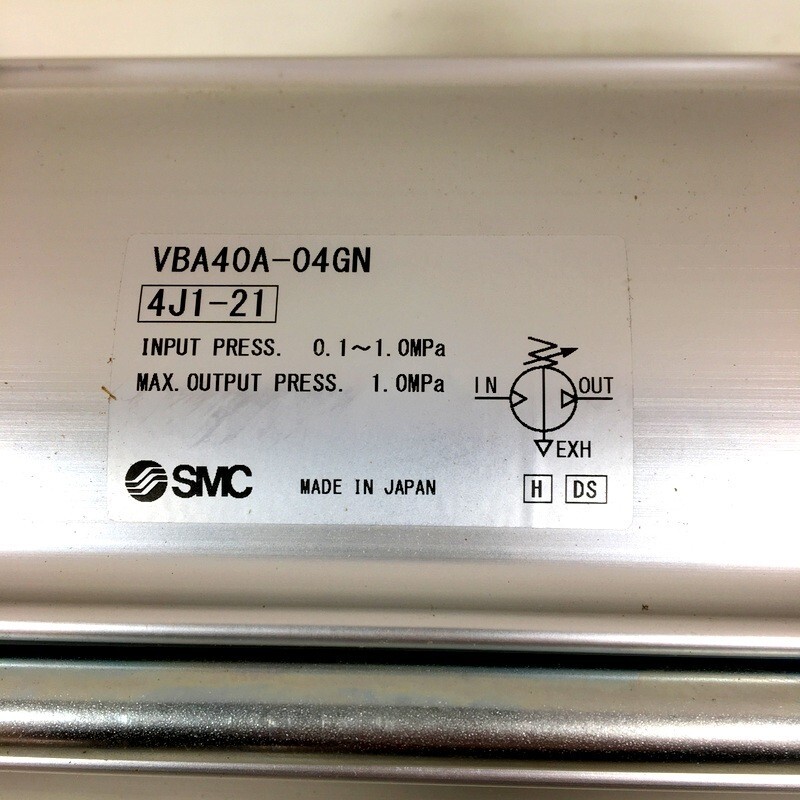 VBA40A-04GN
4J1-21
INPUT PRESS. 0.1~1.0MPa
MAX. OUTPUT PRESS. 1.0MPa
IN OUT
EXH
SMC MADE IN JAPAN H DS